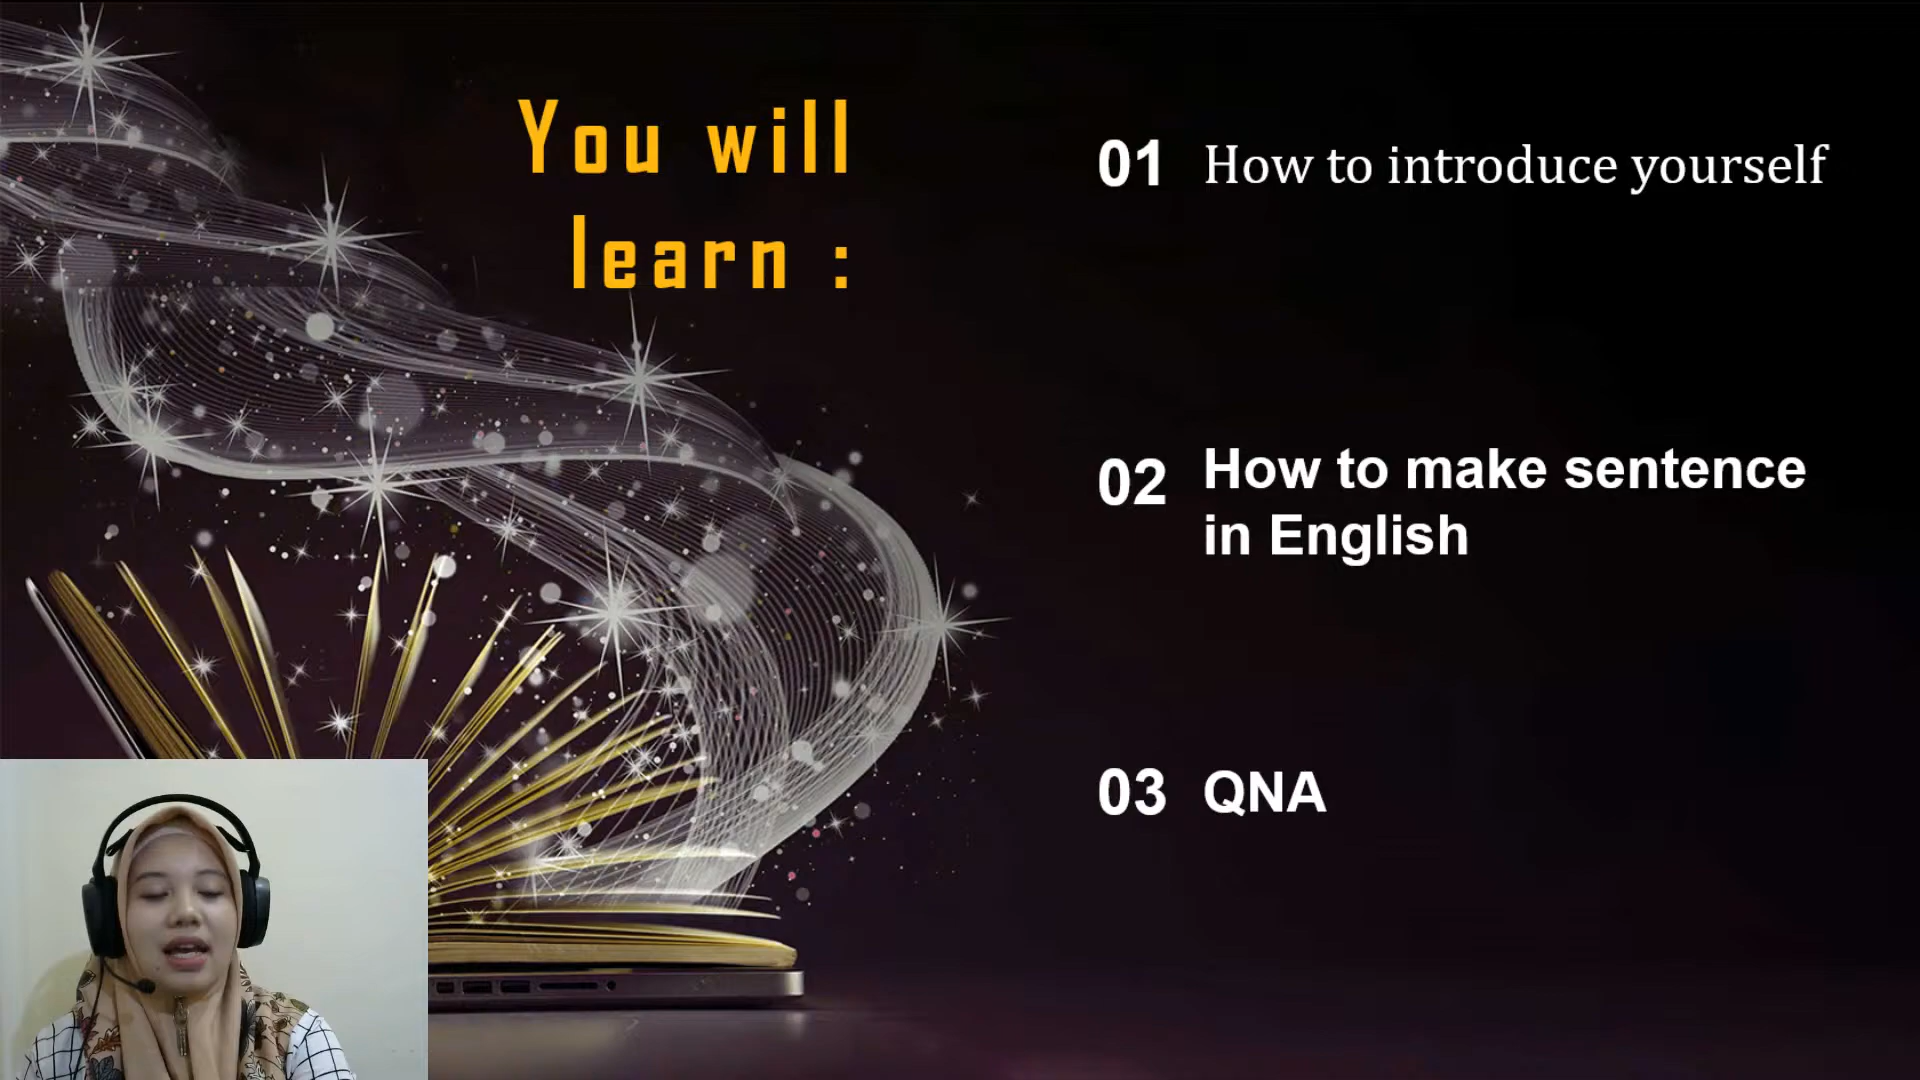 You will
learn :
01 How to introduce yourself
02 How to make sentence
in English
03 QNA